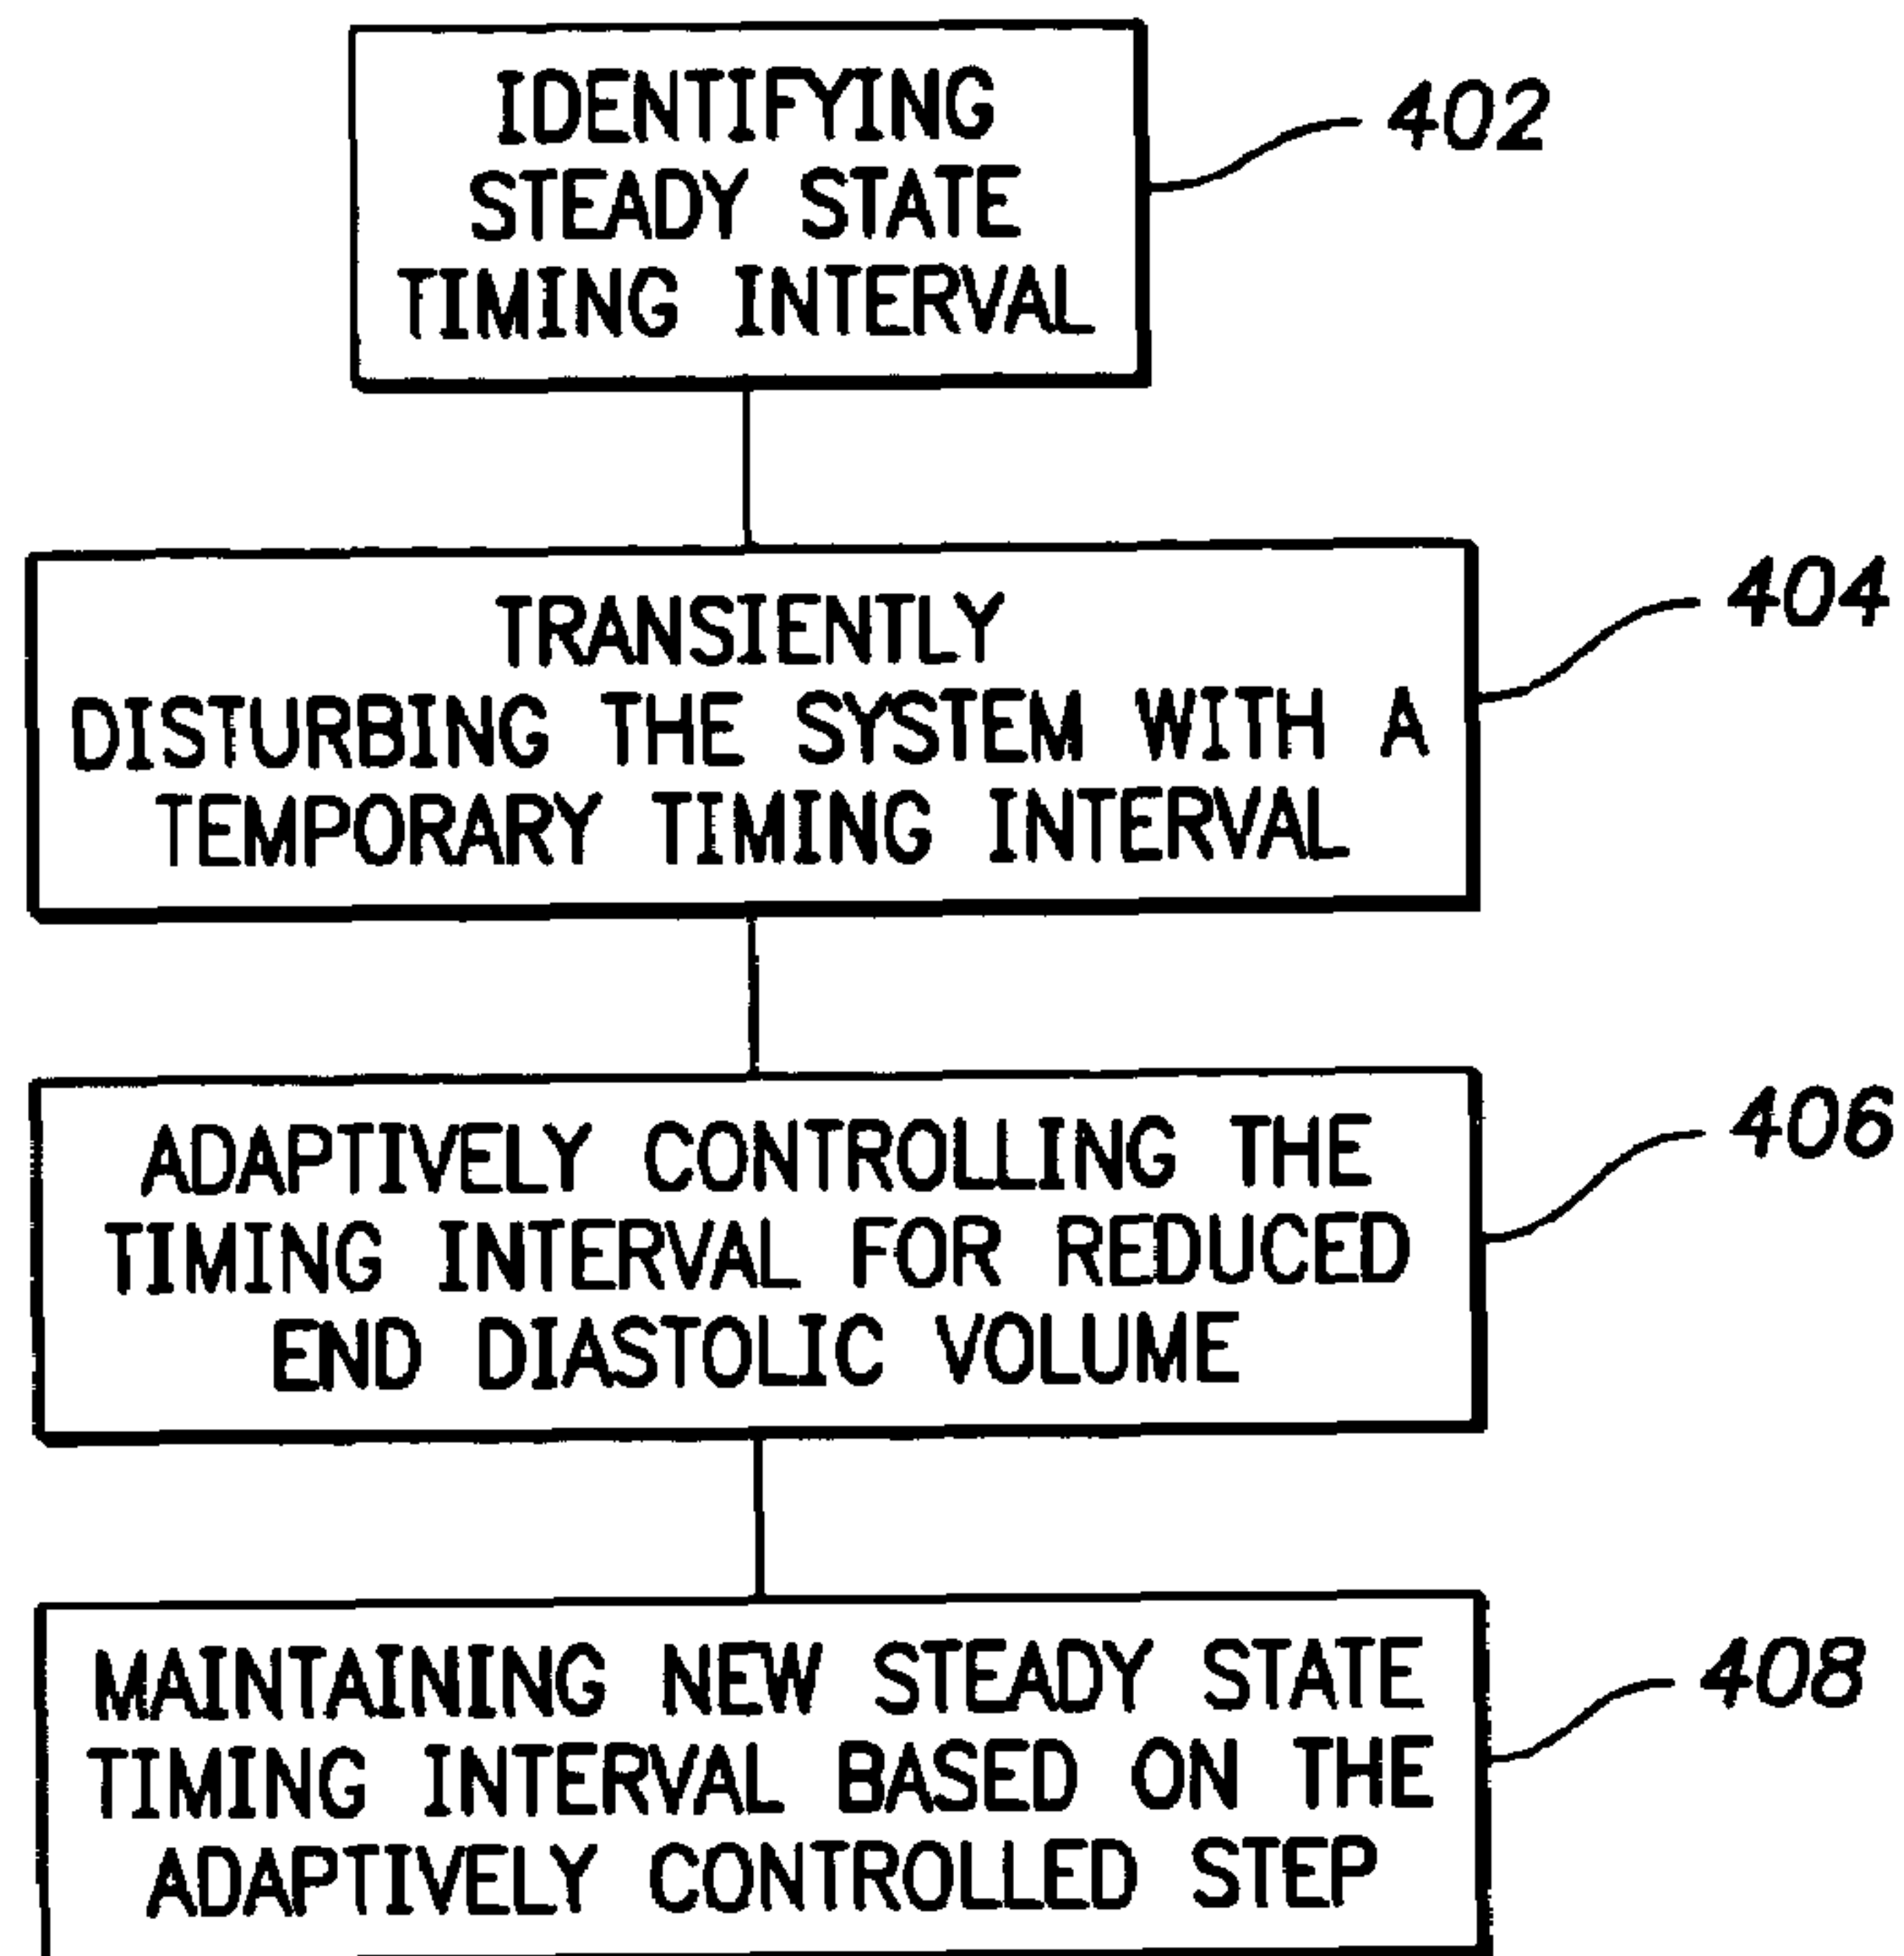 IDENTIFYING
STEADY STATE
TIMING INTERVAL
402
TRANSIENTLY
DISTURBING THE SYSTEM WITH A
TEMPORARY TIMING INTERVAL
404
ADAPTIVELY CONTROLLING THE
TIMING INTERVAL FOR REDUCED
END DIASTOLIC VOLUME
406
MAINTAINING NEW STEADY STATE
TIMING INTERVAL BASED ON THE
ADAPTIVELY CONTROLLED STEP
408